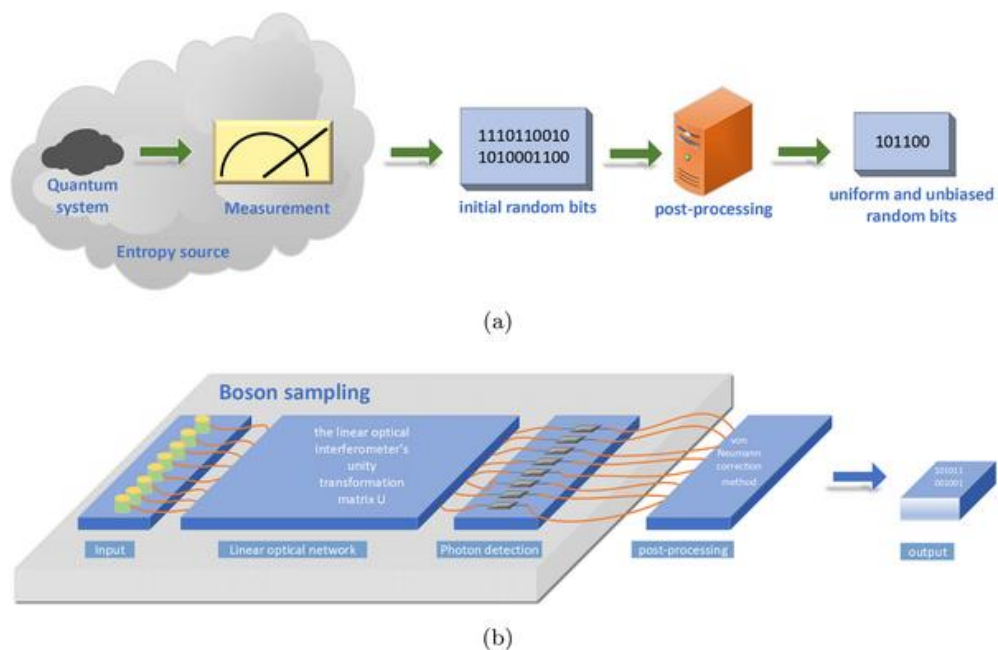 1110110010
1010001100
101100
Quantum
system
Measurement
initial random bits
post-processing
uniform and unbiased
random bits
Entropy source
(a)
Boson sampling
the linear optical
interferometer's
unity
transformation
matrix U
von
Neumann
correction
method
101011
001001
Input
Linear optical network
Photon detection
post-processing
output
(b)